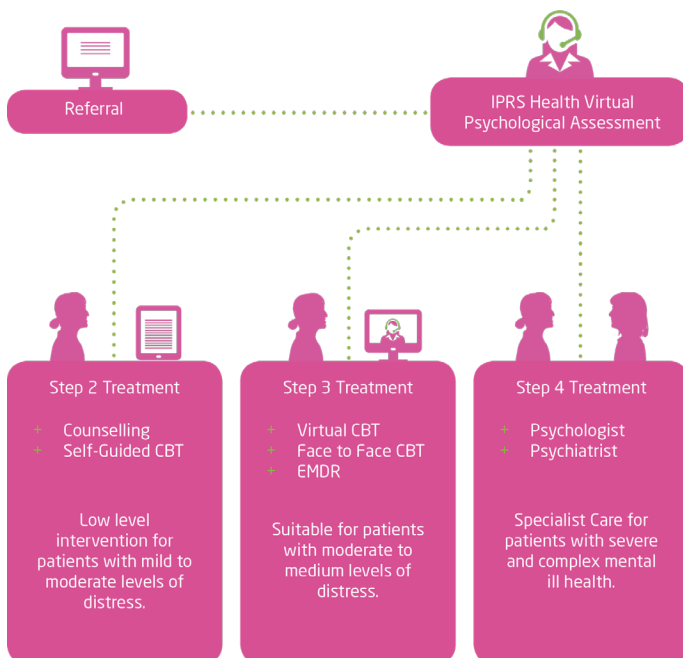 Referral
IPRS Health Virtual
Psychological Assessment
Step 2 Treatment
+ Counselling
+ Self-Guided CBT
Low level
intervention for
patients with mild to
moderate levels of
distress.
Step 3 Treatment
+ Virtual CBT
+ Face to Face CBT
+ EMDR
Suitable for patients
with moderate to
medium levels of
distress.
Step 4 Treatment
+ Psychologist
+ Psychiatrist
Specialist Care for
patients with severe
and complex mental
ill health.